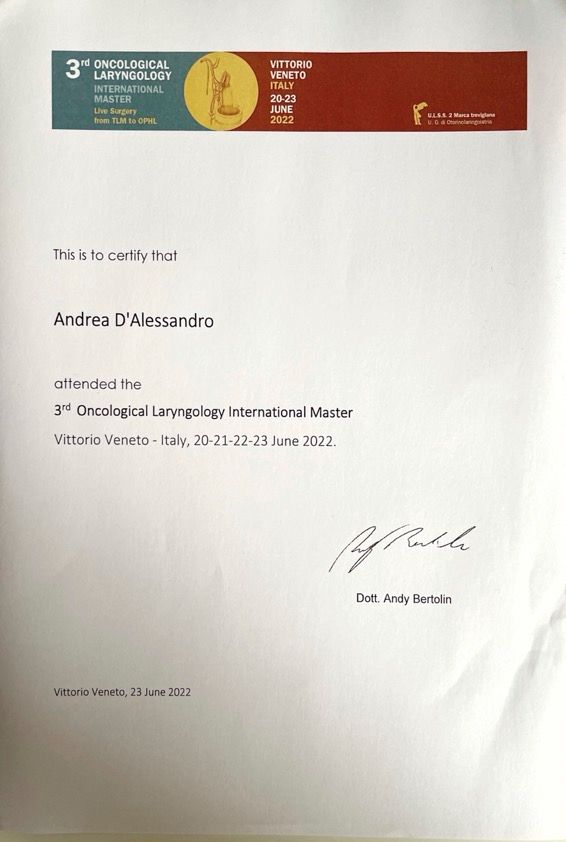 3rd ONCOLOGICAL
LARYNGOLOGY
INTERNATIONAL
MASTER
Live Surgery
from TLM to OPHL
VITTORIO
VENETO
ITALY
20-23
JUNE
2022
U.L.S.S. 2 Marca trevigiana
U. O. di Otorinolaringoiatria
This is to certify that
Andrea D'Alessandro
attended the
3rd Oncological Laryngology International Master
Vittorio Veneto - Italy, 20-21-22-23 June 2022.
Dott. Andy Bertolin
Vittorio Veneto, 23 June 2022